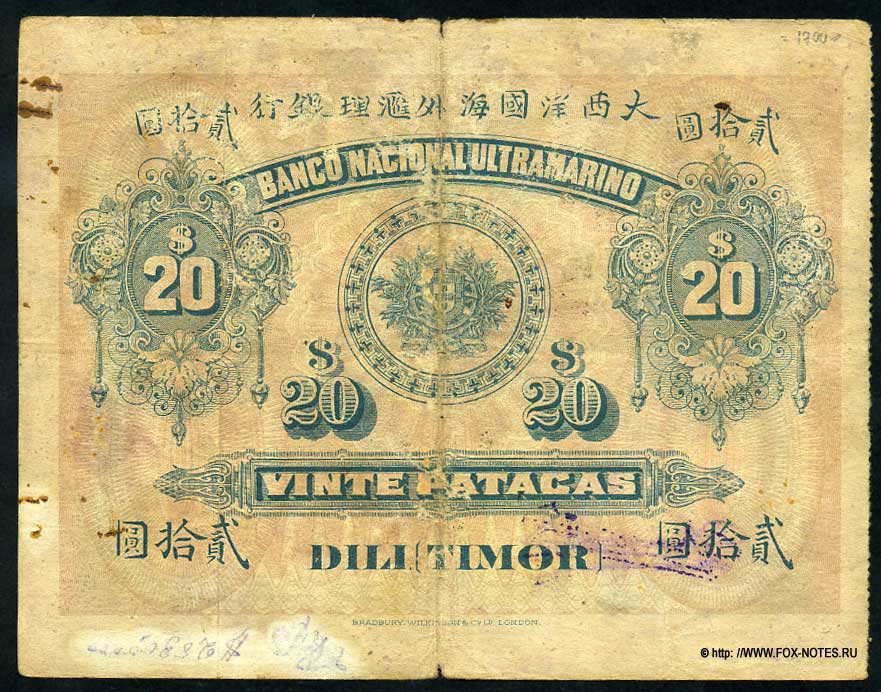 大西洋國海外滙理銀行
貳拾圓
貳拾圓
BANCO NACIONAL ULTRAMARINO
$
20
$
20
$
20
$
20
VINTE PATACAS
貳拾圓
貳拾圓
DILI (TIMOR)
BRADBURY, WILKINSON & Cº Lᴰ LONDON.
© http: //WWW.FOX-NOTES.RU